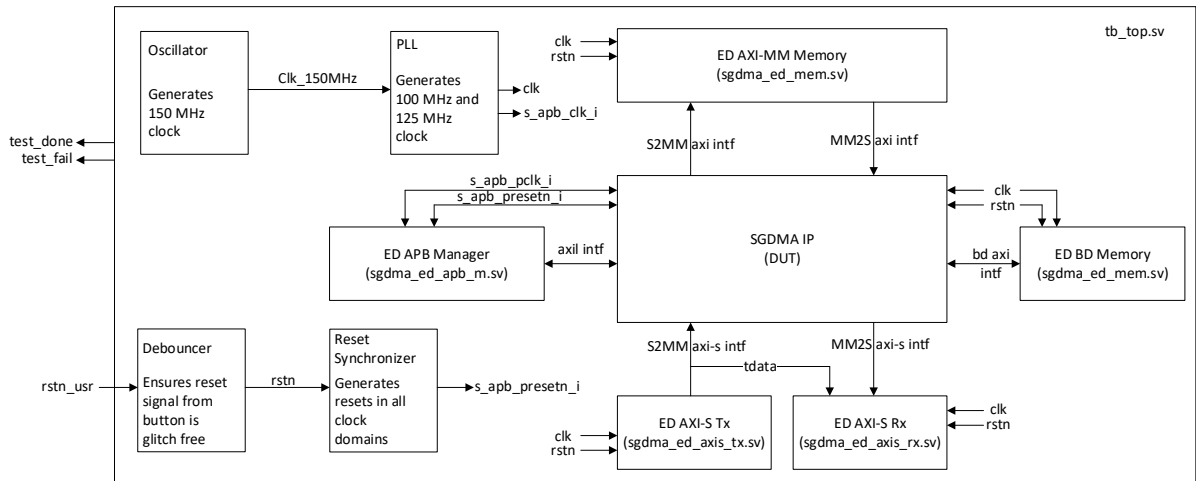 tb_top.sv
Oscillator
Generates
150 MHz
clock
Clk_150MHz
PLL
Generates
100 MHz and
125 MHz
clock
clk
s_apb_clk_i
clk
rstn
ED AXI-MM Memory
(sgdma_ed_mem.sv)
test_done
test_fail
S2MM axi intf
MM2S axi intf
s_apb_pclk_i
s_apb_presetn_i
ED APB Manager
(sgdma_ed_apb_m.sv)
axil intf
SGDMA IP
(DUT)
clk
rstn
bd axi
intf
ED BD Memory
(sgdma_ed_mem.sv)
rstn_usr
Debouncer
Ensures reset
signal from
button is
glitch free
rstn
Reset
Synchronizer
Generates
resets in all
clock
domains
s_apb_presetn_i
S2MM axi-s intf
MM2S axi-s intf
tdata
clk
rstn
ED AXI-S Tx
(sgdma_ed_axis_tx.sv)
ED AXI-S Rx
(sgdma_ed_axis_rx.sv)
clk
rstn